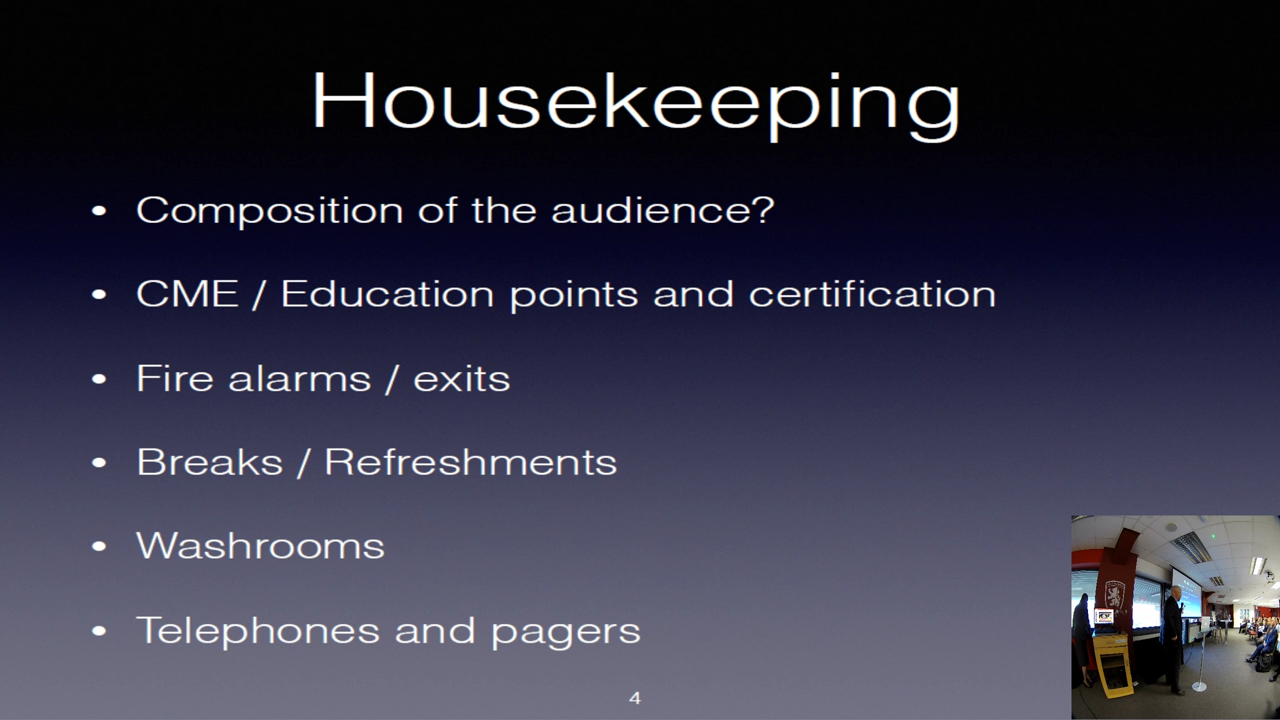 Housekeeping
• Composition of the audience?
• CME / Education points and certification
• Fire alarms / exits
• Breaks / Refreshments
• Washrooms
• Telephones and pagers
4